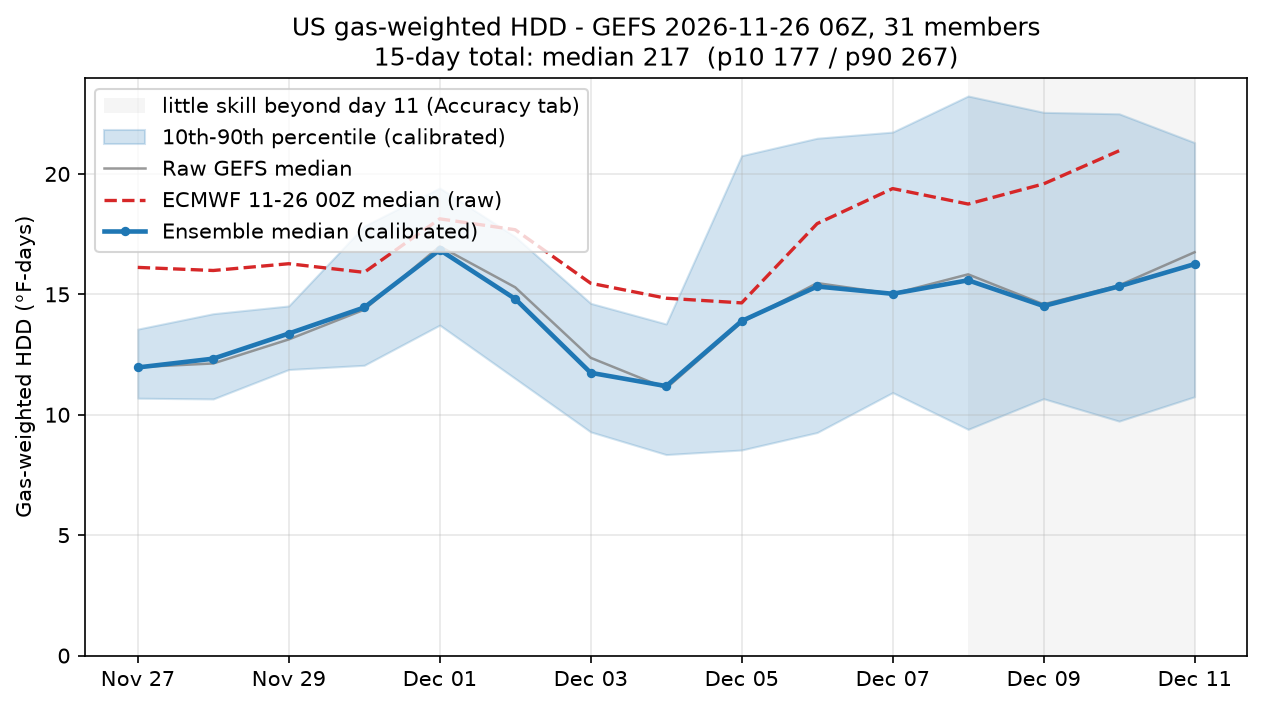 US gas-weighted HDD - GEFS 2026-11-26 06Z, 31 members
15-day total: median 217  (p10 177 / p90 267)
little skill beyond day 11 (Accuracy tab)
10th-90th percentile (calibrated)
Raw GEFS median
ECMWF 11-26 00Z median (raw)
Ensemble median (calibrated)
Gas-weighted HDD (°F-days)
20
15
10
5
0
Nov 27
Nov 29
Dec 01
Dec 03
Dec 05
Dec 07
Dec 09
Dec 11